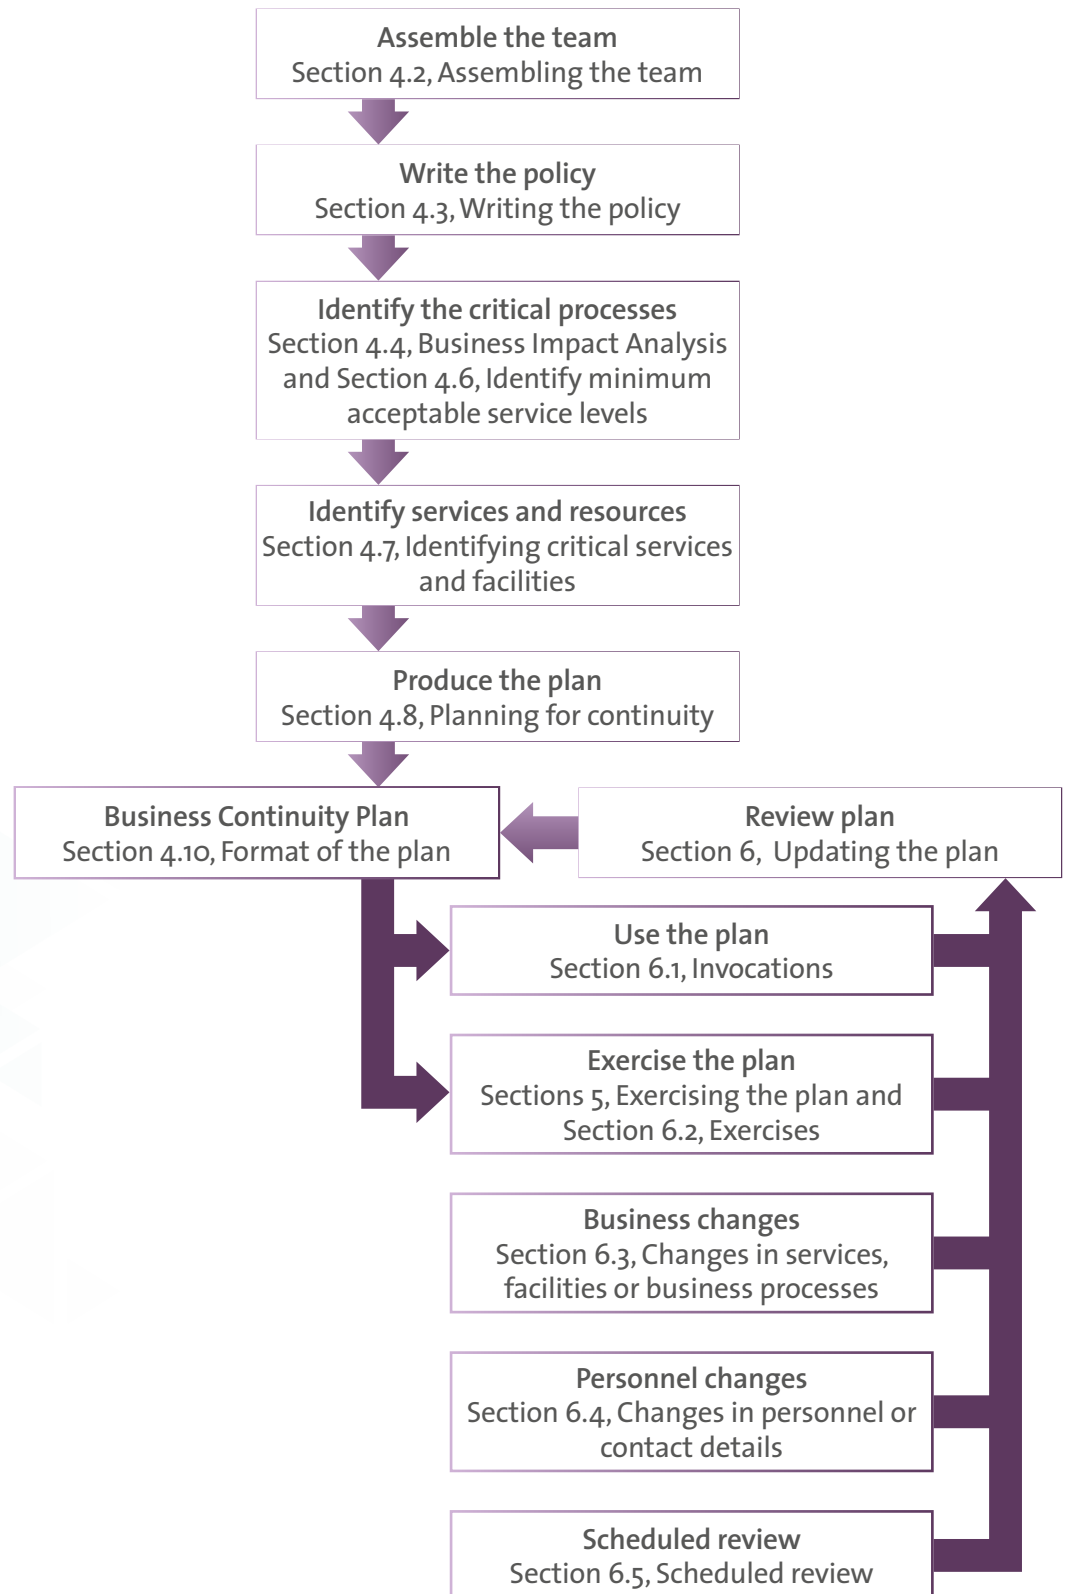 Assemble the team
Section 4.2, Assembling the team
Write the policy
Section 4.3, Writing the policy
Identify the critical processes
Section 4.4, Business Impact Analysis
and Section 4.6, Identify minimum
acceptable service levels
Identify services and resources
Section 4.7, Identifying critical services
and facilities
Produce the plan
Section 4.8, Planning for continuity
Business Continuity Plan
Section 4.10, Format of the plan
Review plan
Section 6, Updating the plan
Use the plan
Section 6.1, Invocations
Exercise the plan
Sections 5, Exercising the plan and
Section 6.2, Exercises
Business changes
Section 6.3, Changes in services,
facilities or business processes
Personnel changes
Section 6.4, Changes in personnel or
contact details
Scheduled review
Section 6.5, Scheduled review